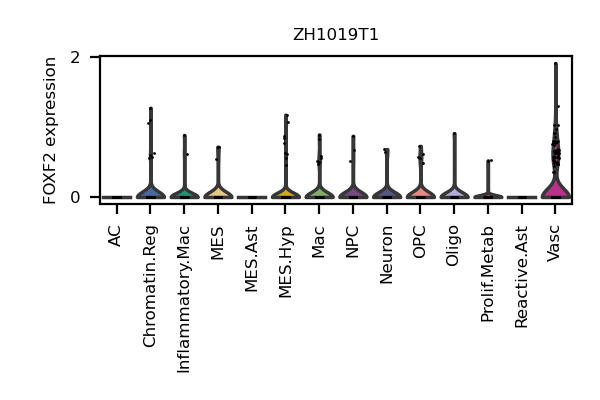 ZH1019T1
FOXF2 expression
2
0
AC
Chromatin.Reg
Inflammatory.Mac
MES
MES.Ast
MES.Hyp
Mac
NPC
Neuron
OPC
Oligo
Prolif.Metab
Reactive.Ast
Vasc